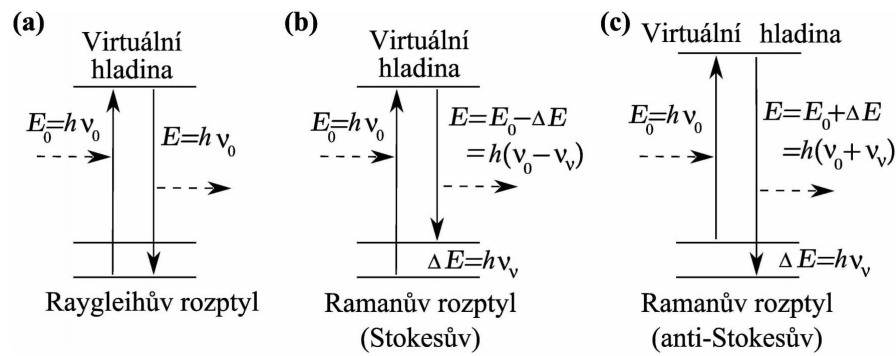 (a)
Virtuální
hladina
E₀=hν₀
E=hν₀
Raygleihův rozptyl
(b)
Virtuální
hladina
E₀=hν₀
E=E₀−ΔE
=h(ν₀−νᵥ)
ΔE=hνᵥ
Ramanův rozptyl
(Stokesův)
(c)
Virtuální hladina
E₀=hν₀
E=E₀+ΔE
=h(ν₀+νᵥ)
ΔE=hνᵥ
Ramanův rozptyl
(anti-Stokesův)